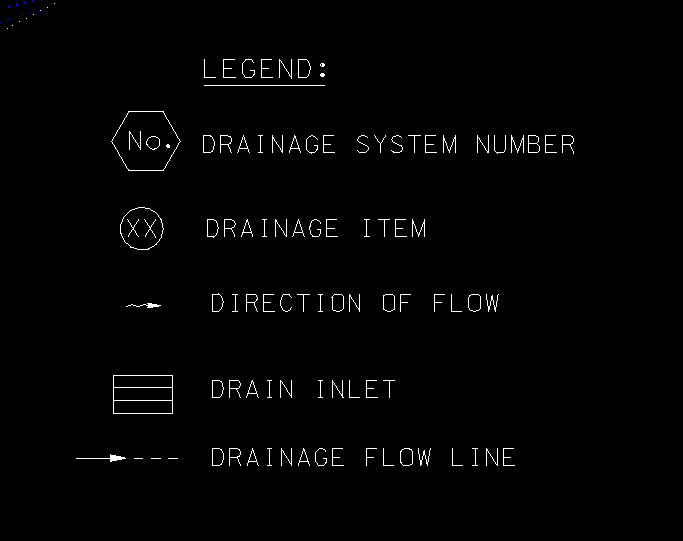 LEGEND:
No. DRAINAGE SYSTEM NUMBER
XX DRAINAGE ITEM
DIRECTION OF FLOW
DRAIN INLET
DRAINAGE FLOW LINE